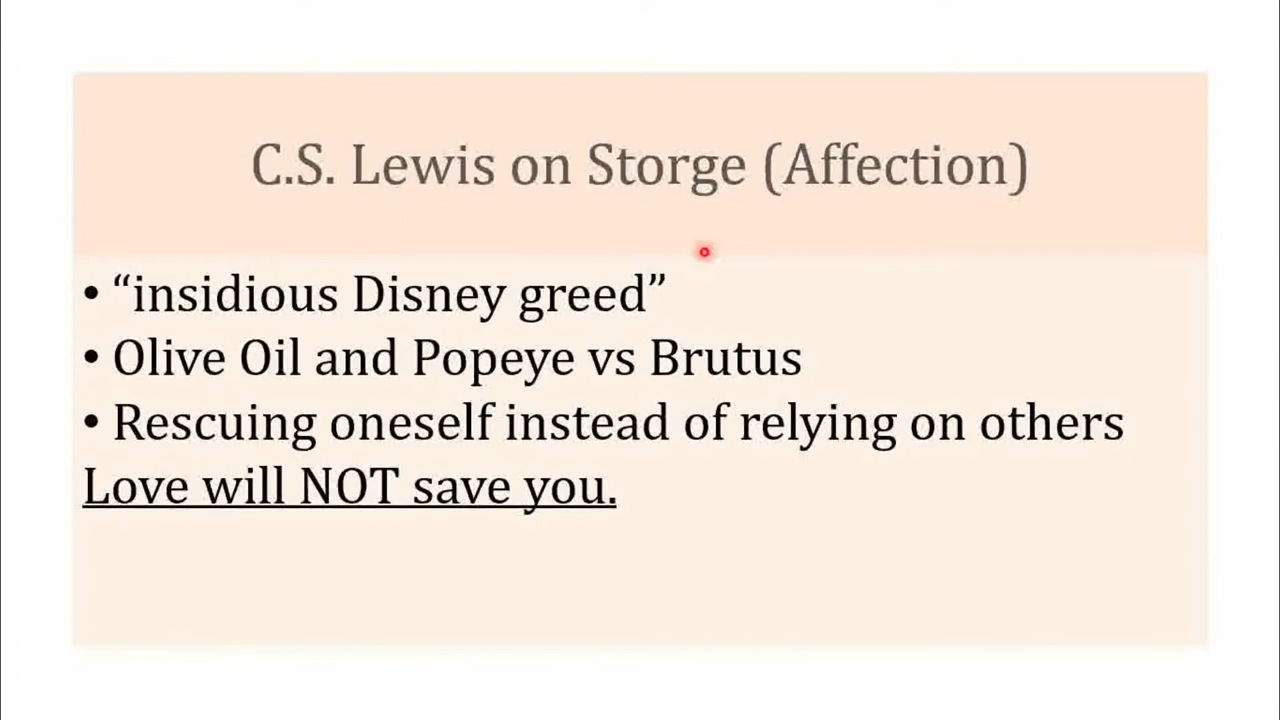 C.S. Lewis on Storge (Affection)
• “insidious Disney greed”
• Olive Oil and Popeye vs Brutus
• Rescuing oneself instead of relying on others
Love will NOT save you.